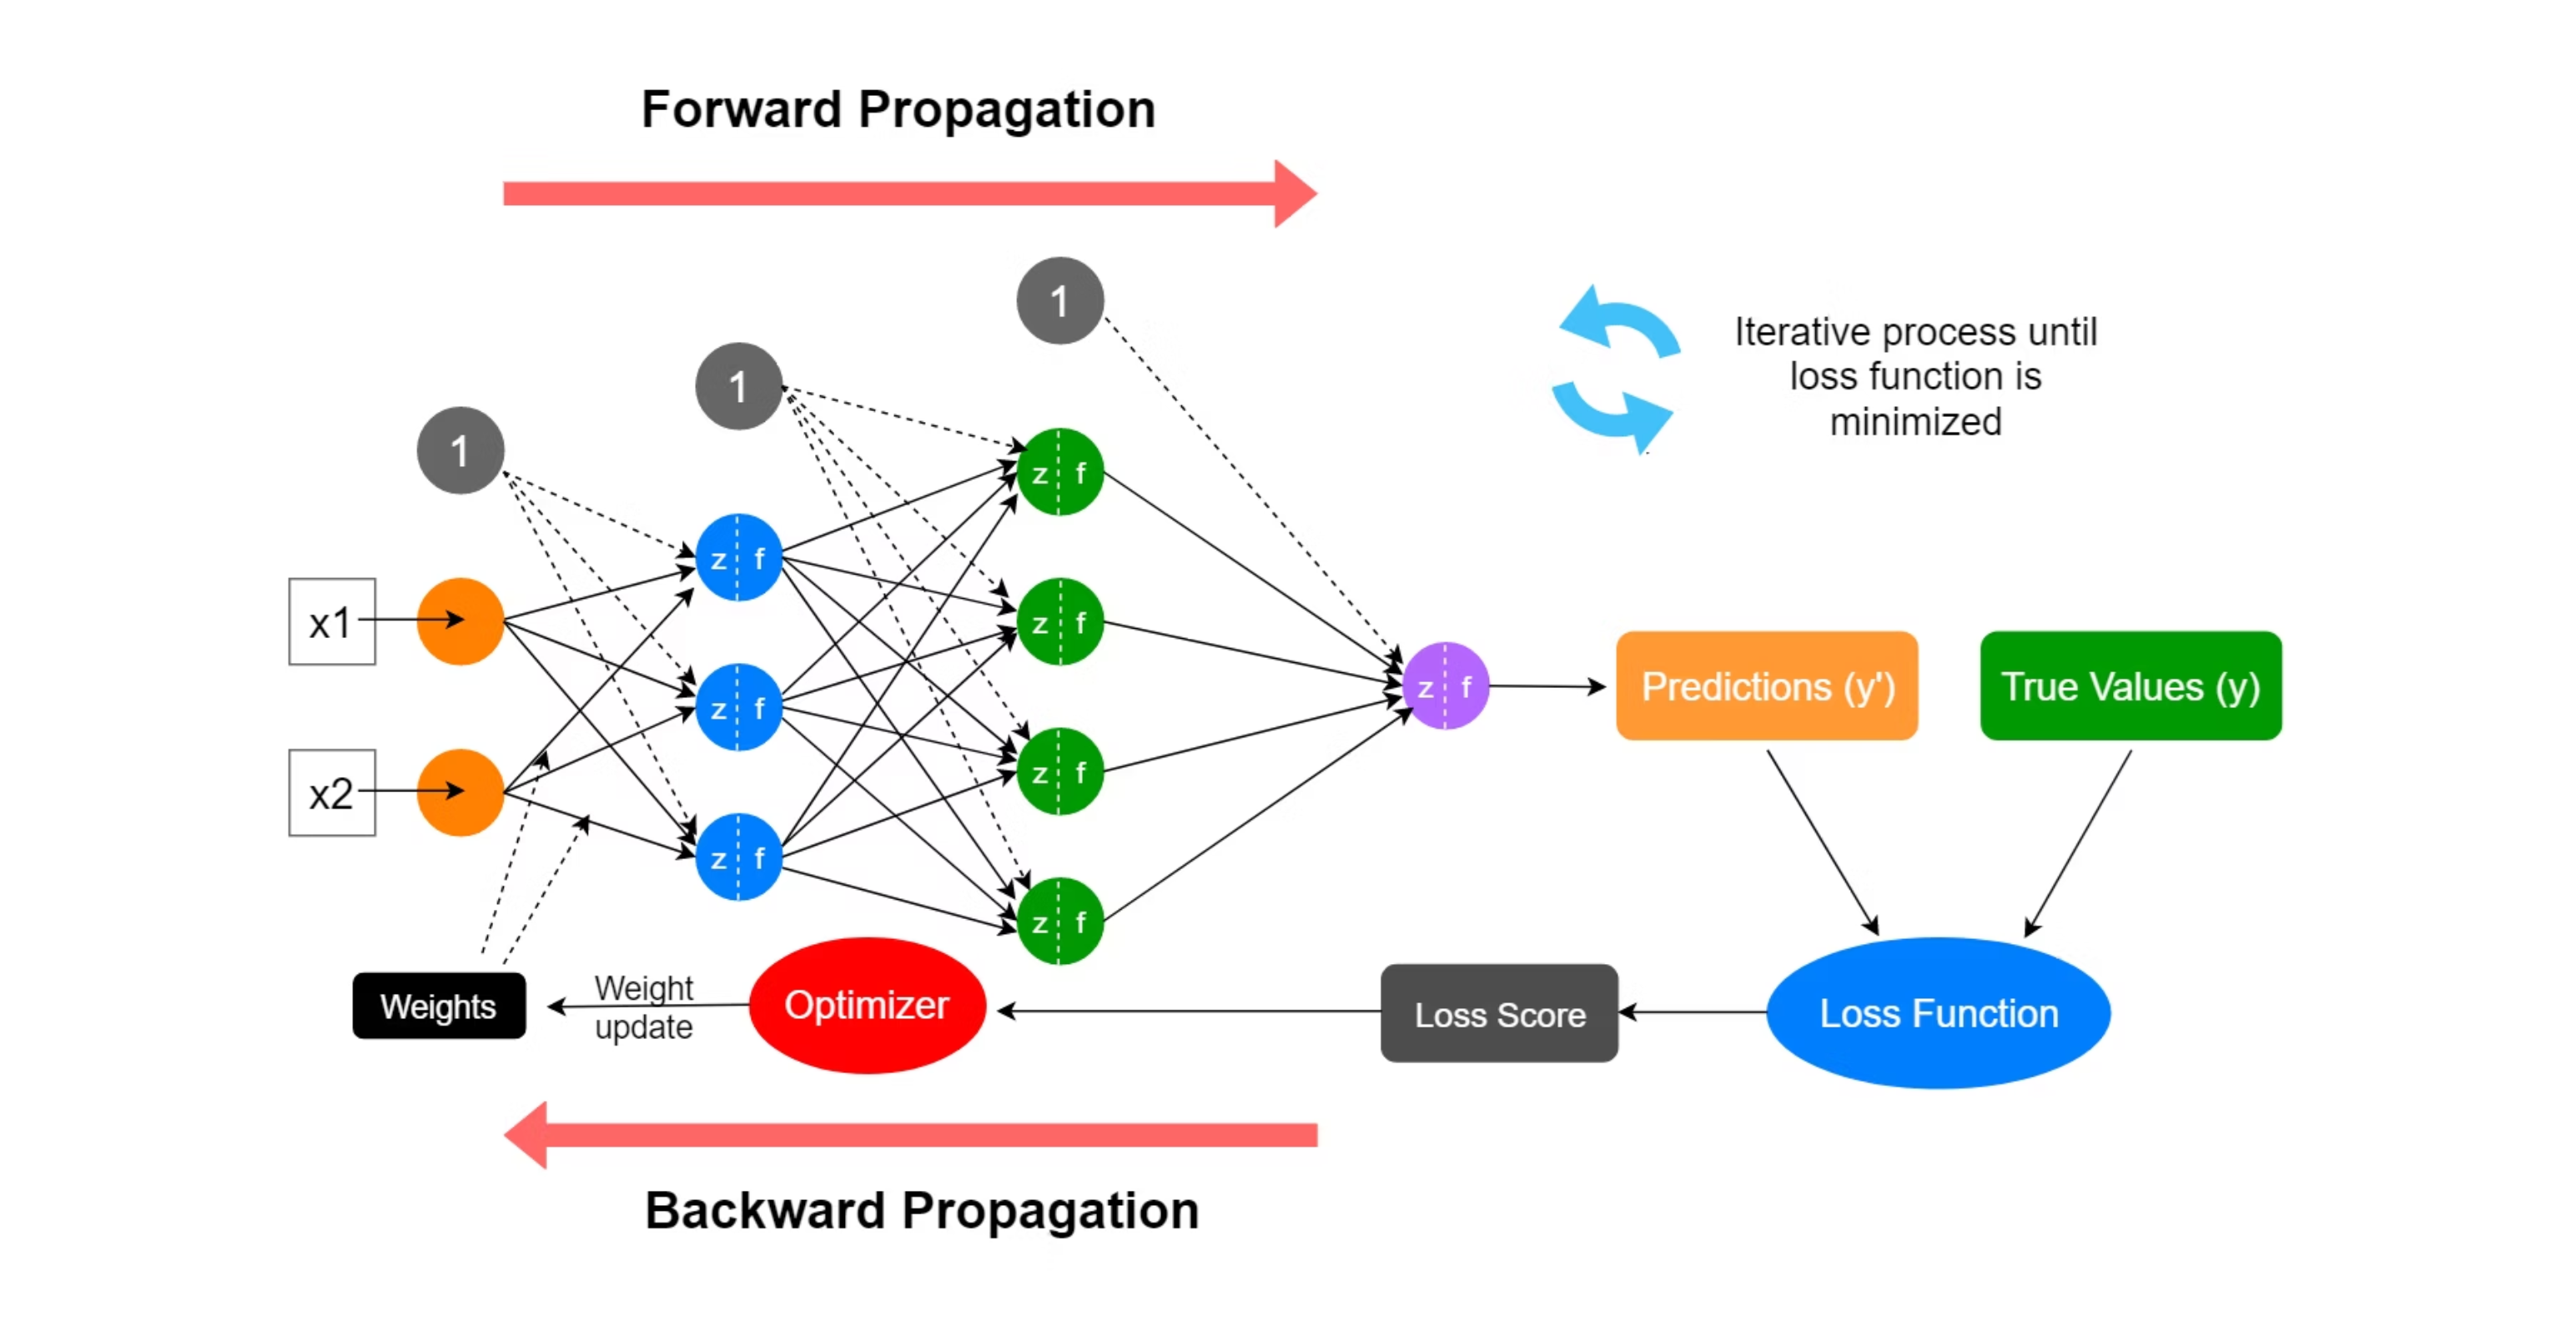 Forward Propagation
1
1
1
Iterative process until
loss function is
minimized
z f
z f
x1
z f
z f
z f
Predictions (y')
True Values (y)
x2
z f
z f
z f
Weights
Weight
update
Optimizer
Loss Score
Loss Function
Backward Propagation